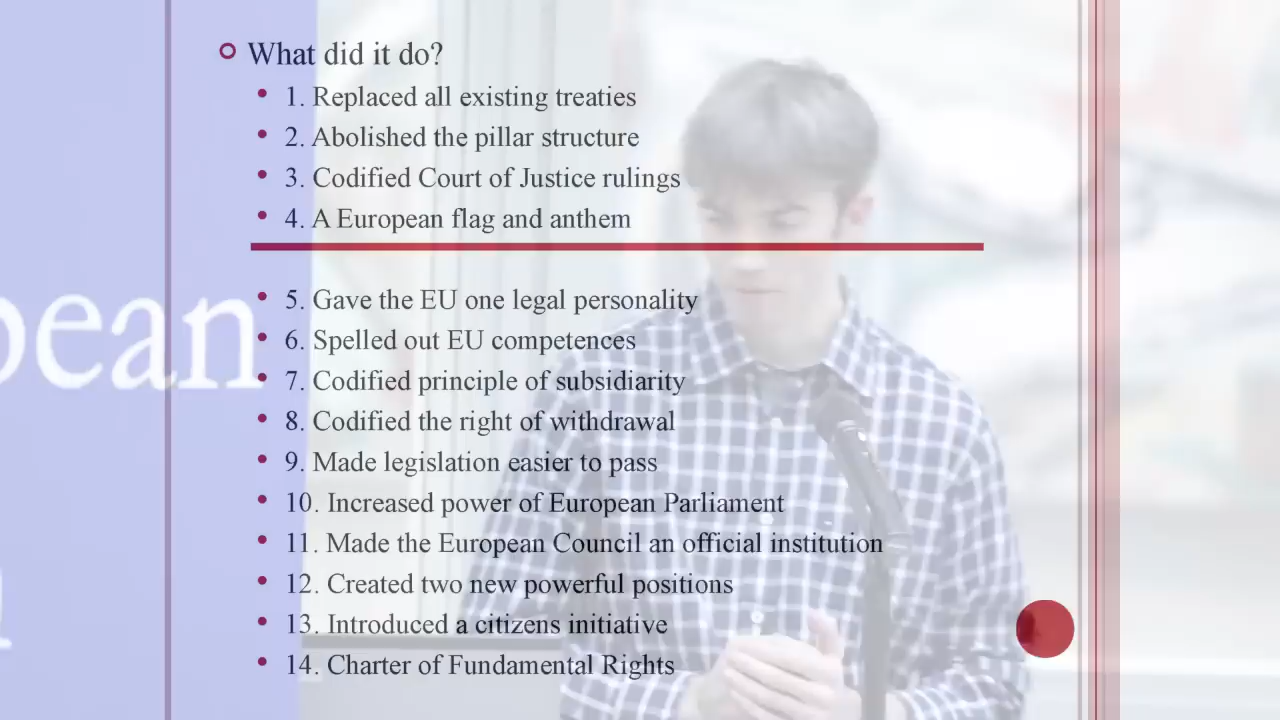 What did it do?
1. Replaced all existing treaties
2. Abolished the pillar structure
3. Codified Court of Justice rulings
4. A European flag and anthem
5. Gave the EU one legal personality
6. Spelled out EU competences
7. Codified principle of subsidiarity
8. Codified the right of withdrawal
9. Made legislation easier to pass
10. Increased power of European Parliament
11. Made the European Council an official institution
12. Created two new powerful positions
13. Introduced a citizens initiative
14. Charter of Fundamental Rights
pean